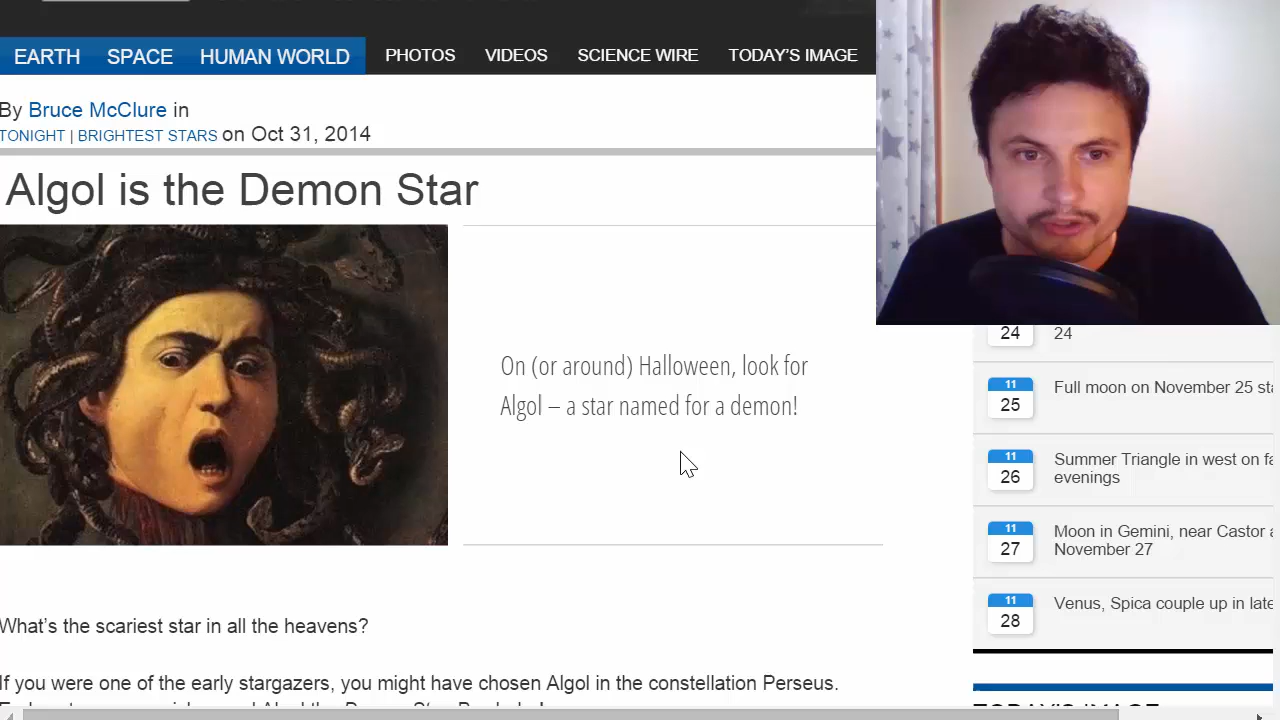 EARTH SPACE HUMAN WORLD PHOTOS VIDEOS SCIENCE WIRE TODAY'S IMAGE
By Bruce McClure in
TONIGHT | BRIGHTEST STARS on Oct 31, 2014
Algol is the Demon Star
On (or around) Halloween, look for
Algol – a star named for a demon!
What's the scariest star in all the heavens?
If you were one of the early stargazers, you might have chosen Algol in the constellation Perseus.
24 24
11
25 Full moon on November 25
11
26 Summer Triangle in west on
evenings
11
27 Moon in Gemini, near Castor
November 27
11
28 Venus, Spica couple up in
TODAY'S IMAGE